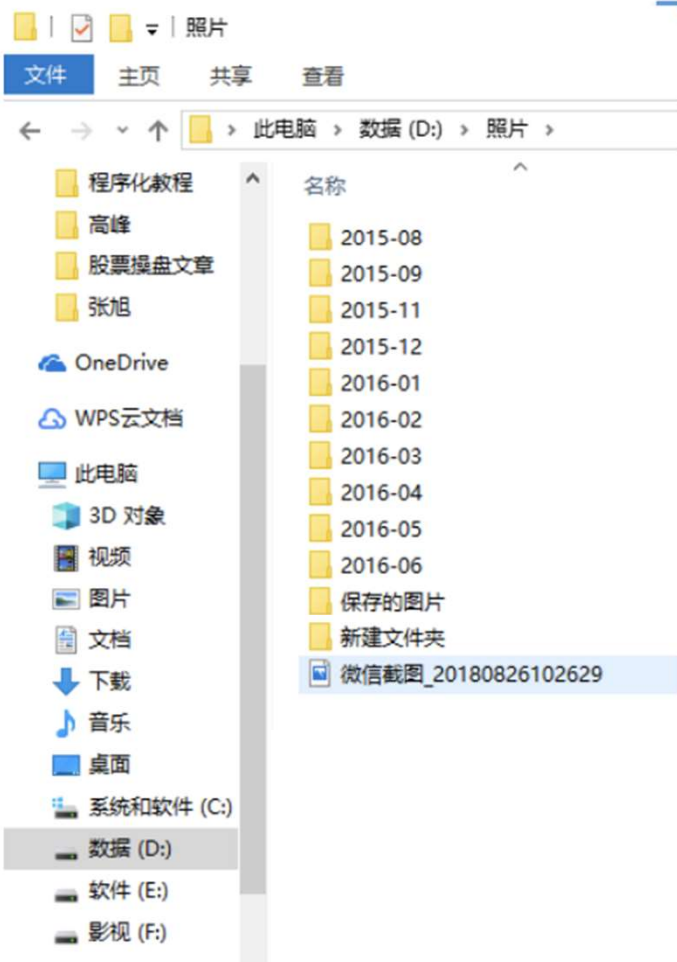 照片
文件 主页 共享 查看
此电脑 数据 (D:) 照片
程序化教程
高峰
股票操盘文章
张旭
OneDrive
WPS云文档
此电脑
3D 对象
视频
图片
文档
下载
音乐
桌面
系统和软件 (C:)
数据 (D:)
软件 (E:)
影视 (F:)
名称
2015-08
2015-09
2015-11
2015-12
2016-01
2016-02
2016-03
2016-04
2016-05
2016-06
保存的图片
新建文件夹
微信截图_20180826102629